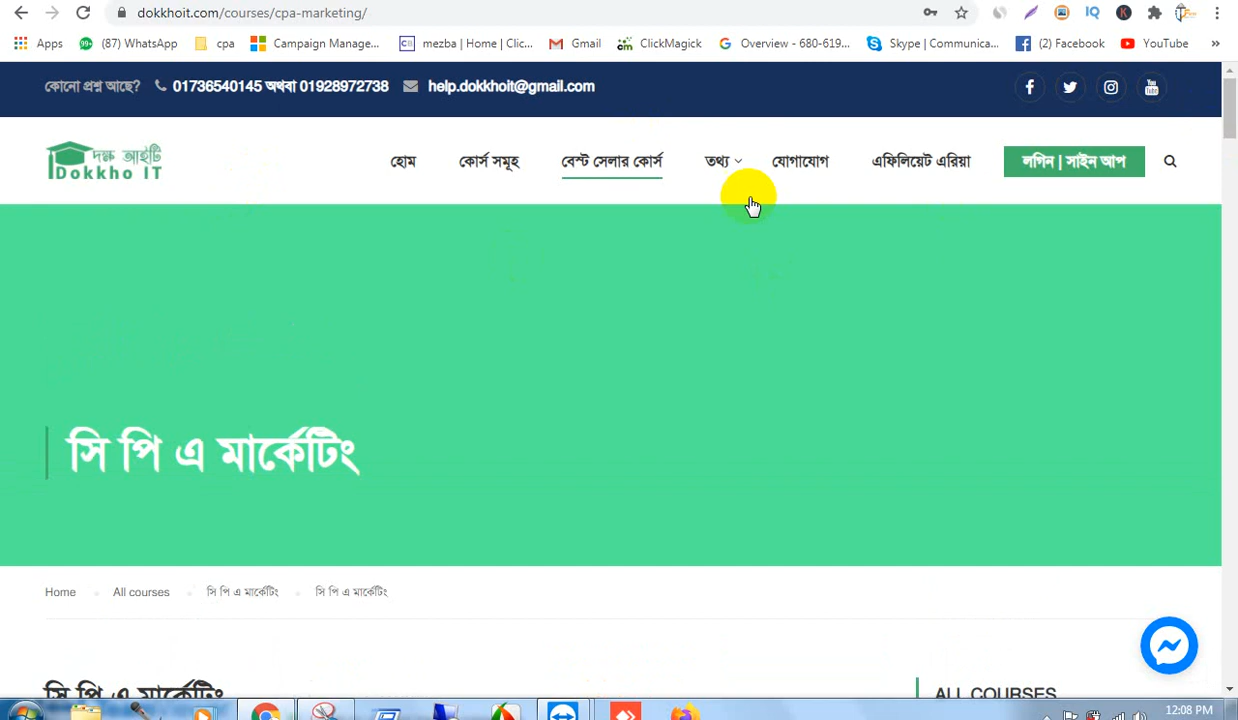 dokkhoit.com/courses/cpa-marketing/
Apps (87) WhatsApp cpa Campaign Manage... mezba | Home | Clic... Gmail ClickMagick Overview - 680-619... Skype | Communica... (2) Facebook YouTube »
কোনো প্রশ্ন আছে? 01736540145 অথবা 01928972738 help.dokkhoit@gmail.com
দক্ষ আইটি
Dokkho IT
হোম কোর্স সমূহ বেস্ট সেলার কোর্স তথ্য যোগাযোগ এফিলিয়েট এরিয়া লগিন | সাইন আপ
সি পি এ মার্কেটিং
Home All courses সি পি এ মার্কেটিং সি পি এ মার্কেটিং
সি পি এ মার্কেটিং ALL COURSES
12:08 PM